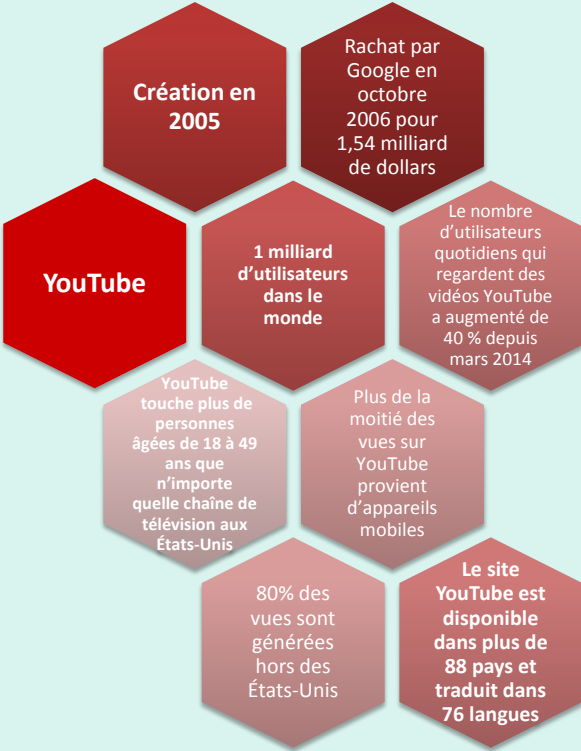 Création en
2005
Rachat par
Google en
octobre
2006 pour
1,54 milliard
de dollars
YouTube
1 milliard
d'utilisateurs
dans le
monde
Le nombre
d'utilisateurs
quotidiens qui
regardent des
vidéos YouTube
a augmenté de
40 % depuis
mars 2014
YouTube
touche plus de
personnes
âgées de 18 à 49
ans que
n'importe
quelle chaîne de
télévision aux
États-Unis
Plus de la
moitié des
vues sur
YouTube
provient
d'appareils
mobiles
80% des
vues sont
générées
hors des
États-Unis
Le site
YouTube est
disponible
dans plus de
88 pays et
traduit dans
76 langues